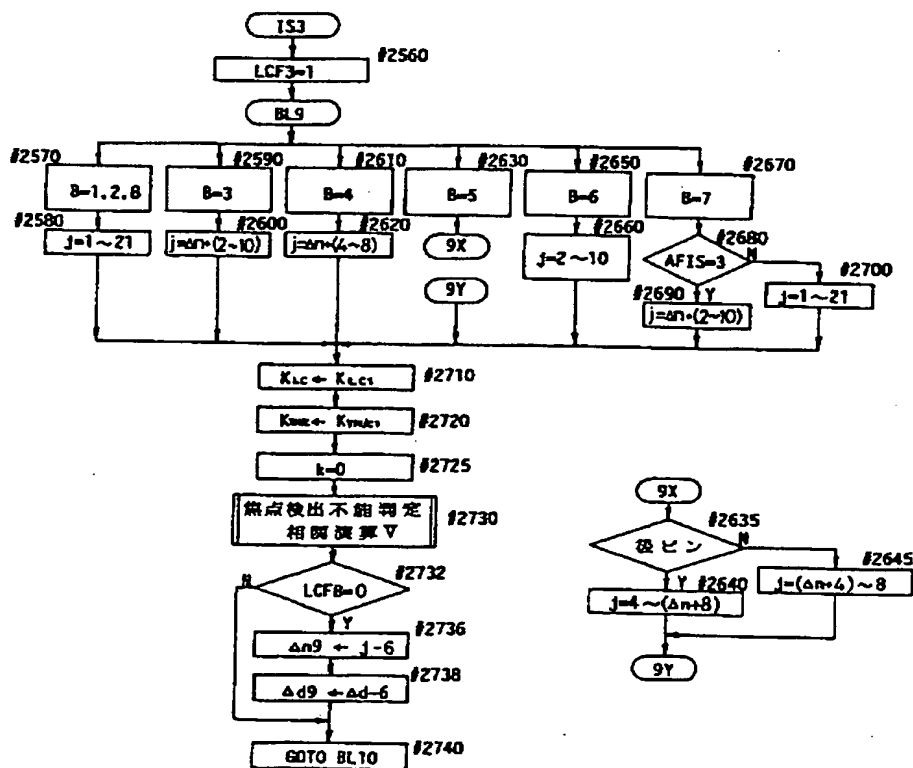 IS3
#2560
LCF3=1
BL9
#2570
#2590
#2610
#2630
#2650
#2670
B=1.2.8
B=3
B=4
B=5
B=6
B=7
#2580
#2600
#2620
#2660
#2680
j=1~21
j=Δn+(2~10)
j=Δn+(4~8)
9X
j=2~10
AFIS=3
N
#2700
9Y
#2690
Y
j=1~21
j=Δn+(2~10)
#2710
#2720
k=0
#2725
焦点検出不能判定
相関演算 V
#2730
9X
#2732
#2635
N
LCFB=0
後ピン
N
#2645
Y
Y
#2640
j=(Δn+4)~8
Δn9 ← j-6
#2736
j=4~(Δn+8)
Δd9 ← Δd-6
#2738
9Y
GOTO BL10
#2740